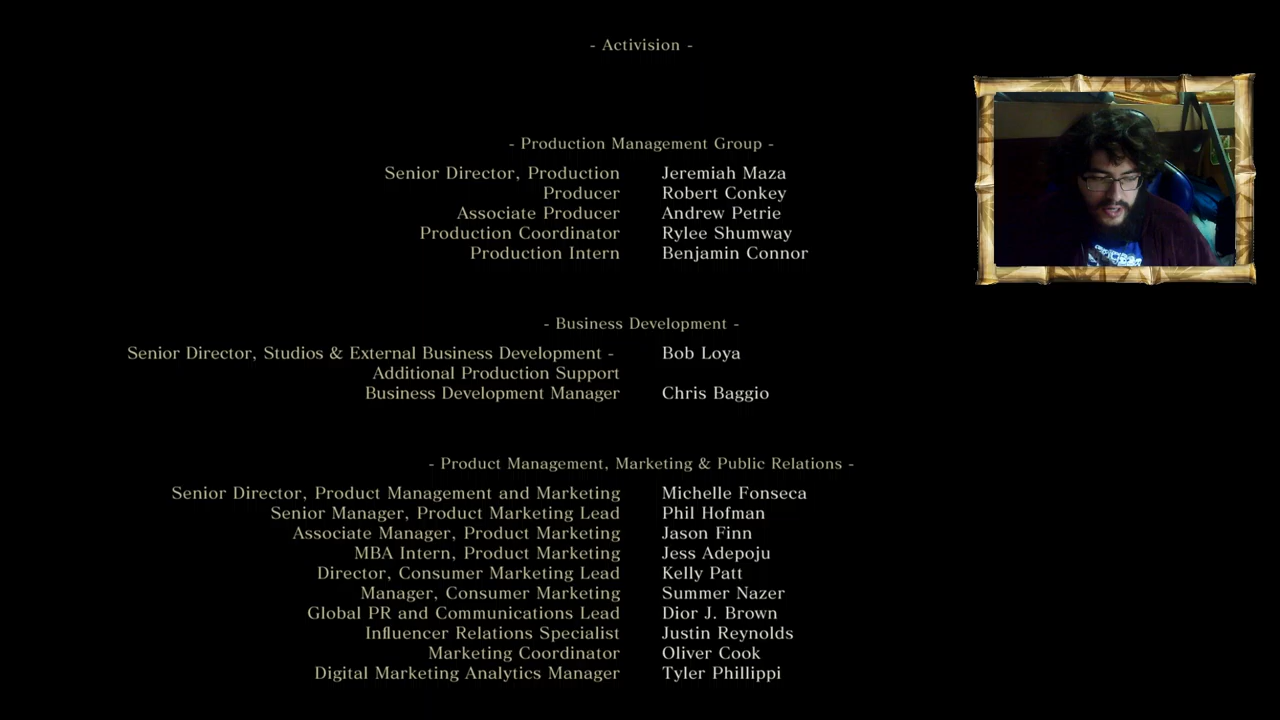 - Activision -
- Production Management Group -
Senior Director, Production Jeremiah Maza
Producer Robert Conkey
Associate Producer Andrew Petrie
Production Coordinator Rylee Shumway
Production Intern Benjamin Connor
- Business Development -
Senior Director, Studios & External Business Development - Bob Loya
Additional Production Support
Business Development Manager Chris Baggio
- Product Management, Marketing & Public Relations -
Senior Director, Product Management and Marketing Michelle Fonseca
Senior Manager, Product Marketing Lead Phil Hofman
Associate Manager, Product Marketing Jason Finn
MBA Intern, Product Marketing Jess Adepoju
Director, Consumer Marketing Lead Kelly Patt
Manager, Consumer Marketing Summer Nazer
Global PR and Communications Lead Dior J. Brown
Influencer Relations Specialist Justin Reynolds
Marketing Coordinator Oliver Cook
Digital Marketing Analytics Manager Tyler Phillippi